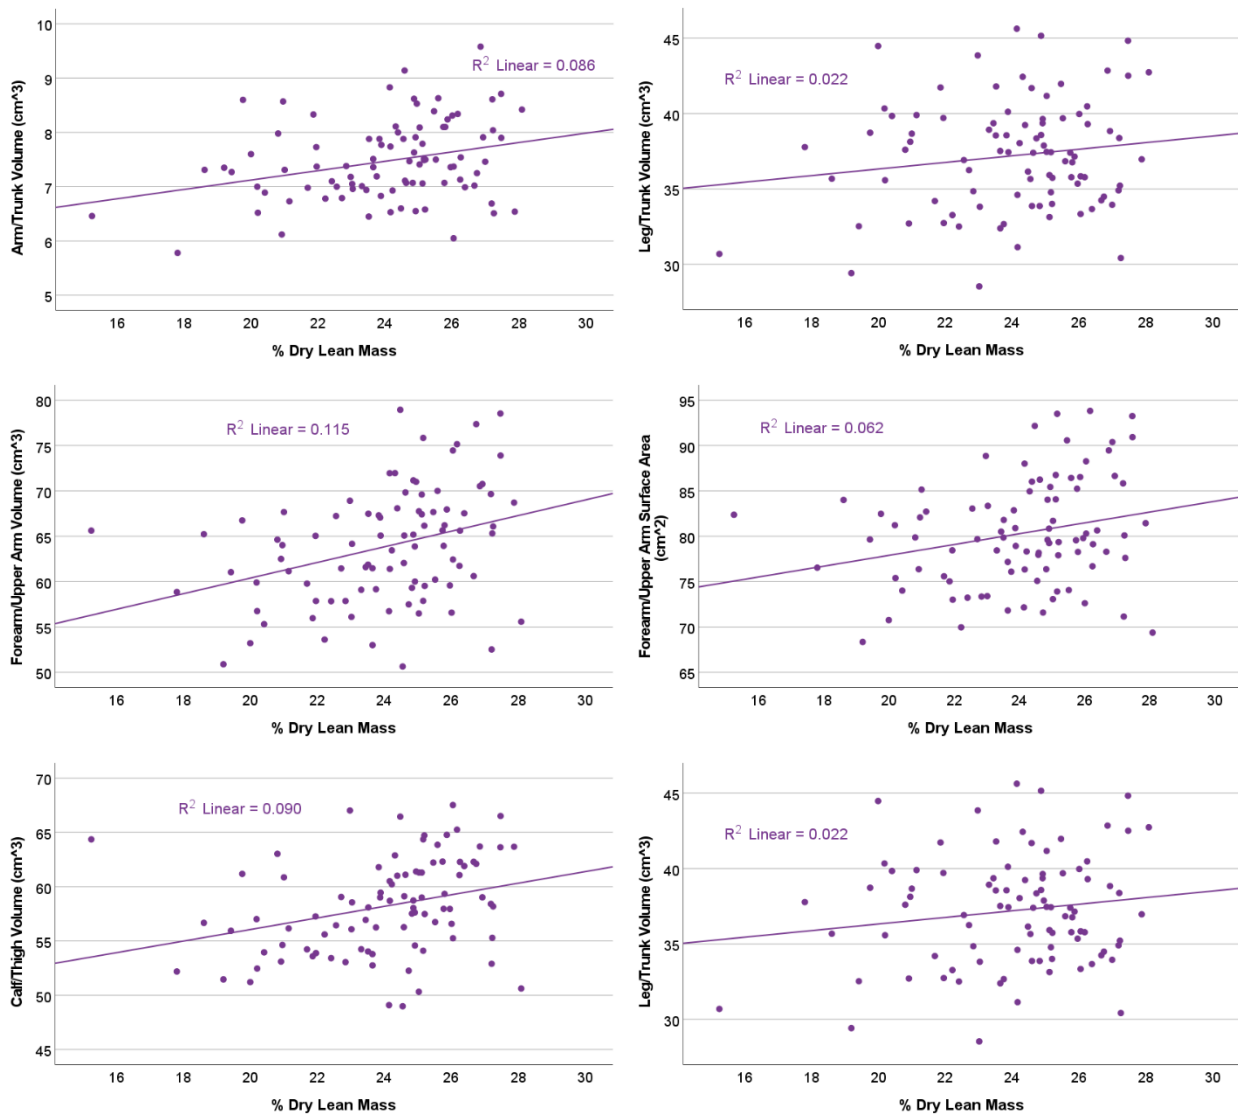 10
9
8
7
6
5
Arm/Trunk Volume (cm^3)
R² Linear = 0.086
16 18 20 22 24 26 28 30
% Dry Lean Mass
45
40
35
30
Leg/Trunk Volume (cm^3)
R² Linear = 0.022
16 18 20 22 24 26 28 30
% Dry Lean Mass
80
75
70
65
60
55
50
Forearm/Upper Arm Volume (cm^3)
R² Linear = 0.115
16 18 20 22 24 26 28 30
% Dry Lean Mass
95
90
85
80
75
70
65
Forearm/Upper Arm Surface Area
(cm^2)
R² Linear = 0.062
16 18 20 22 24 26 28 30
% Dry Lean Mass
70
65
60
55
50
45
Calf/Thigh Volume (cm^3)
R² Linear = 0.090
16 18 20 22 24 26 28 30
% Dry Lean Mass
45
40
35
30
Leg/Trunk Volume (cm^3)
R² Linear = 0.022
16 18 20 22 24 26 28 30
% Dry Lean Mass